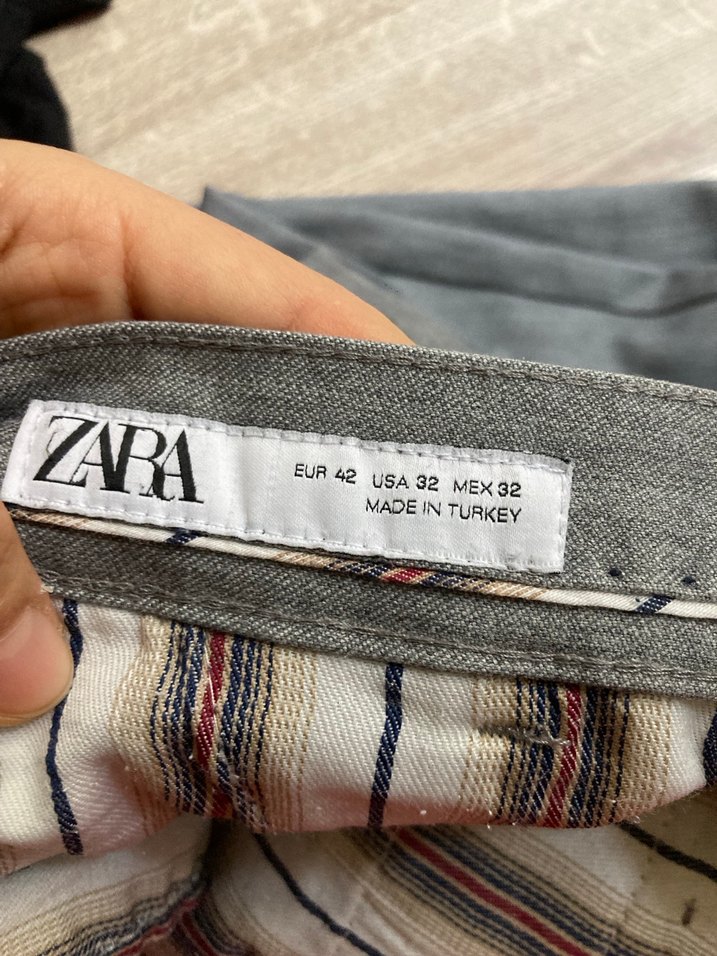 ZARA
EUR 42 USA 32 MEX 32
MADE IN TURKEY